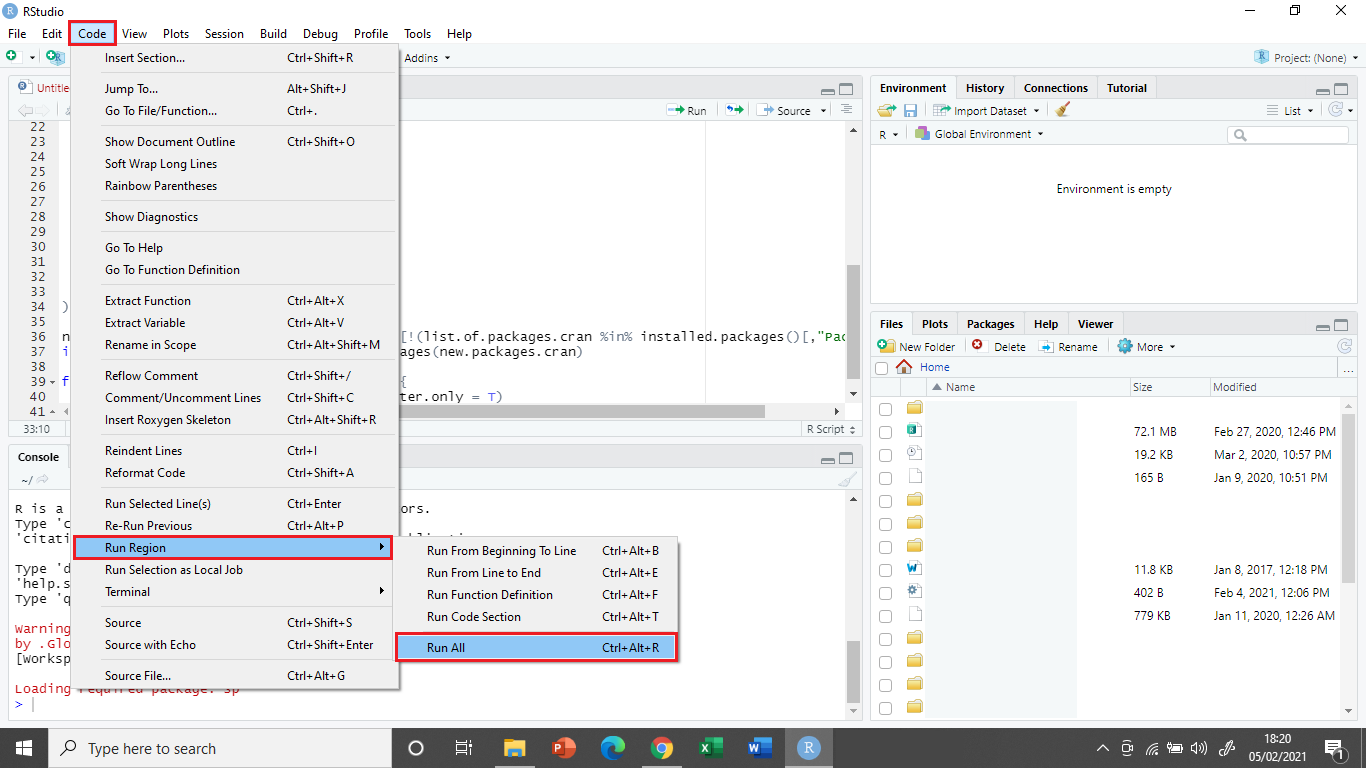 RStudio
File Edit Code View Plots Session Build Debug Profile Tools Help
Addins
Insert Section... Ctrl+Shift+R
Jump To... Alt+Shift+J
Go To File/Function... Ctrl+.
Show Document Outline Ctrl+Shift+O
Soft Wrap Long Lines
Rainbow Parentheses
Show Diagnostics
Go To Help
Go To Function Definition
Extract Function Ctrl+Alt+X
Extract Variable Ctrl+Alt+V
Rename in Scope Ctrl+Alt+Shift+M
Reflow Comment Ctrl+Shift+/
Comment/Uncomment Lines Ctrl+Shift+C
Insert Roxygen Skeleton Ctrl+Alt+Shift+R
Reindent Lines Ctrl+I
Reformat Code Ctrl+Shift+A
Run Selected Line(s) Ctrl+Enter
Re-Run Previous Ctrl+Alt+P
Run Region
Run Selection as Local Job
Terminal
Source Ctrl+Shift+S
Source with Echo Ctrl+Shift+Enter
Source File... Ctrl+Alt+G
Run From Beginning To Line Ctrl+Alt+B
Run From Line to End Ctrl+Alt+E
Run Function Definition Ctrl+Alt+F
Run Code Section Ctrl+Alt+T
Run All Ctrl+Alt+R
Untitle
Run Source
22
23
24
25
26
27
28
29
30
31
32
33
34 )
35
36 n [!(list.of.packages.cran %in% installed.packages()[,"Pac
37 i ages(new.packages.cran)
38
39 f {
40 ter.only = T)
41
33:10 R Script
Console
~/
R is a ors.
Type 'c
'citati
Type 'd
'help.s
Type 'q
Warning
by .Glo
[worksp
Loading required package: sp
>
Project: (None)
Environment History Connections Tutorial
Import Dataset List
R Global Environment
Environment is empty
Files Plots Packages Help Viewer
New Folder Delete Rename More
Home ...
Name Size Modified
72.1 MB Feb 27, 2020, 12:46 PM
19.2 KB Mar 2, 2020, 10:57 PM
165 B Jan 9, 2020, 10:51 PM
11.8 KB Jan 8, 2017, 12:18 PM
402 B Feb 4, 2021, 12:06 PM
779 KB Jan 11, 2020, 12:26 AM
Type here to search
18:20
05/02/2021
1